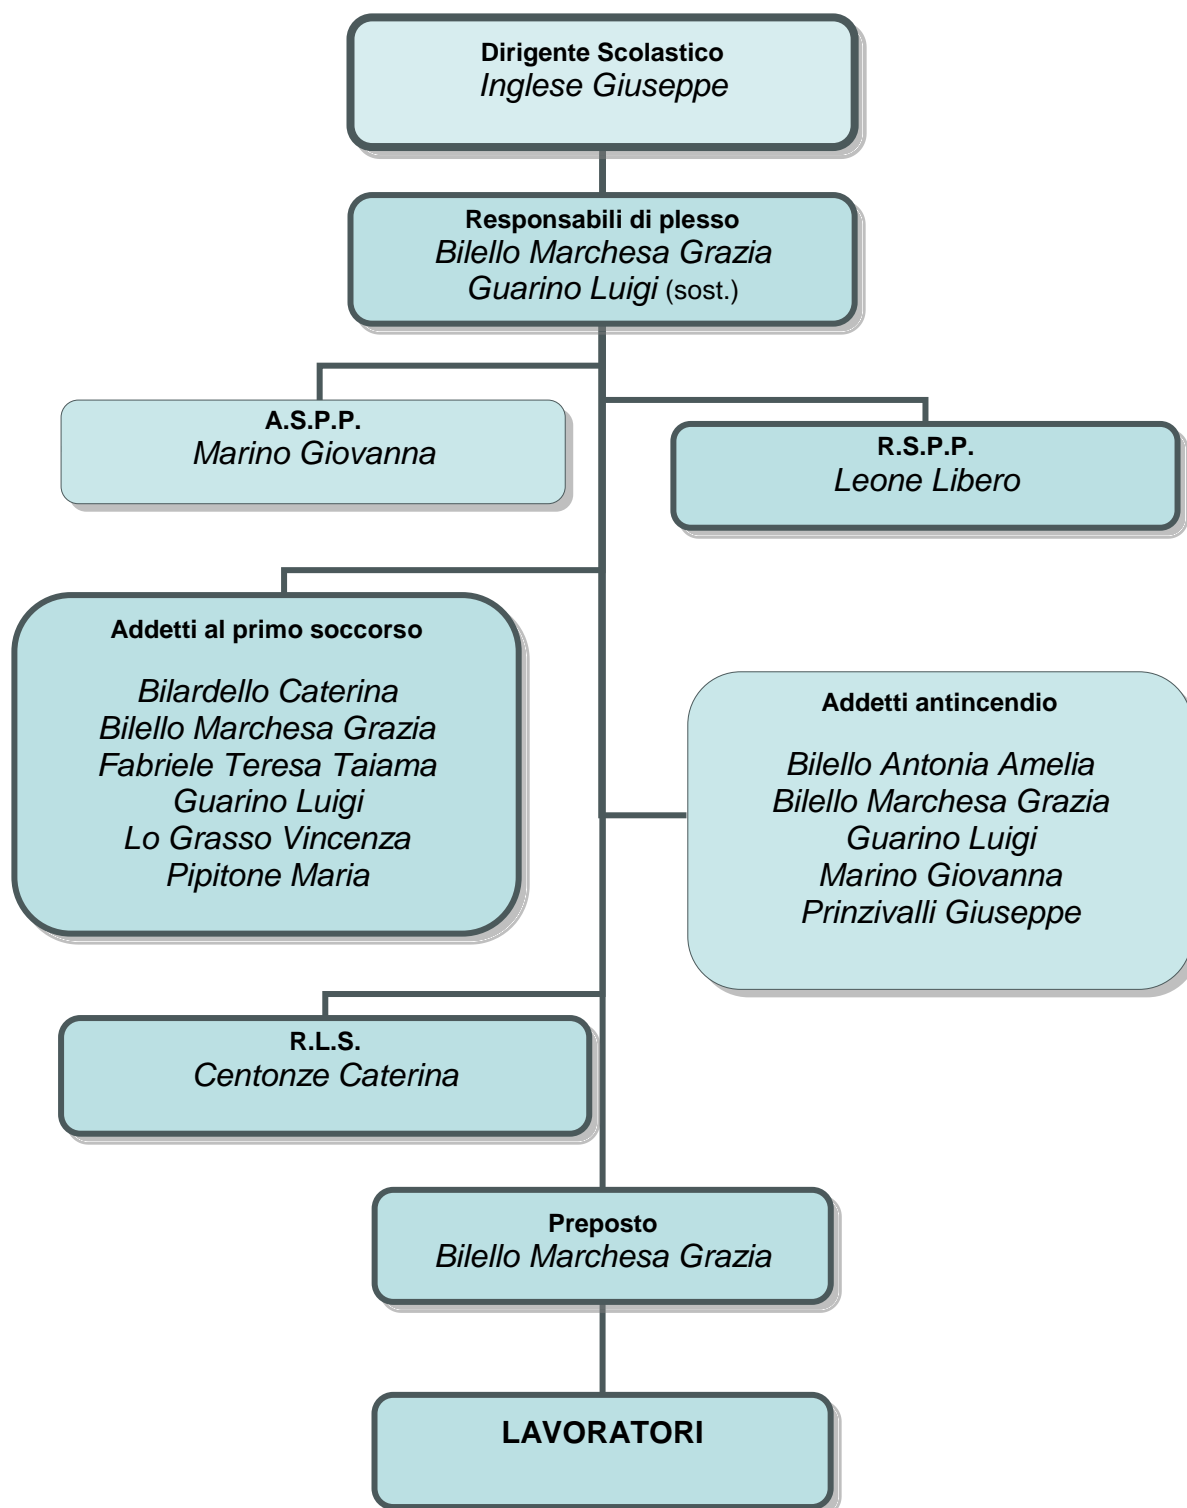 Dirigente Scolastico
Inglese Giuseppe
Responsabili di plesso
Bilello Marchesa Grazia
Guarino Luigi (sost.)
A.S.P.P.
Marino Giovanna
R.S.P.P.
Leone Libero
Addetti al primo soccorso
Bilardello Caterina
Bilello Marchesa Grazia
Fabriele Teresa Taiama
Guarino Luigi
Lo Grasso Vincenza
Pipitone Maria
Addetti antincendio
Bilello Antonia Amelia
Bilello Marchesa Grazia
Guarino Luigi
Marino Giovanna
Prinzivalli Giuseppe
R.L.S.
Centonze Caterina
Preposto
Bilello Marchesa Grazia
LAVORATORI